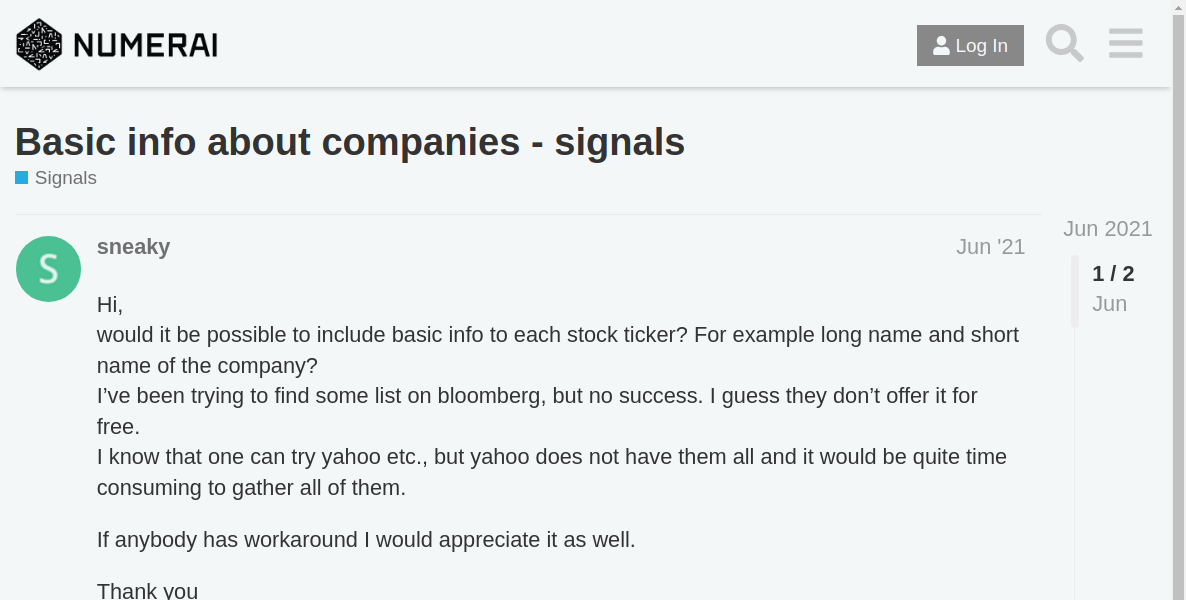 NUMERAI
Log In
Basic info about companies - signals
Signals
sneaky
Jun '21
Jun 2021
1 / 2
Jun
S
Hi,
would it be possible to include basic info to each stock ticker? For example long name and short
name of the company?
I’ve been trying to find some list on bloomberg, but no success. I guess they don’t offer it for
free.
I know that one can try yahoo etc., but yahoo does not have them all and it would be quite time
consuming to gather all of them.
If anybody has workaround I would appreciate it as well.
Thank you